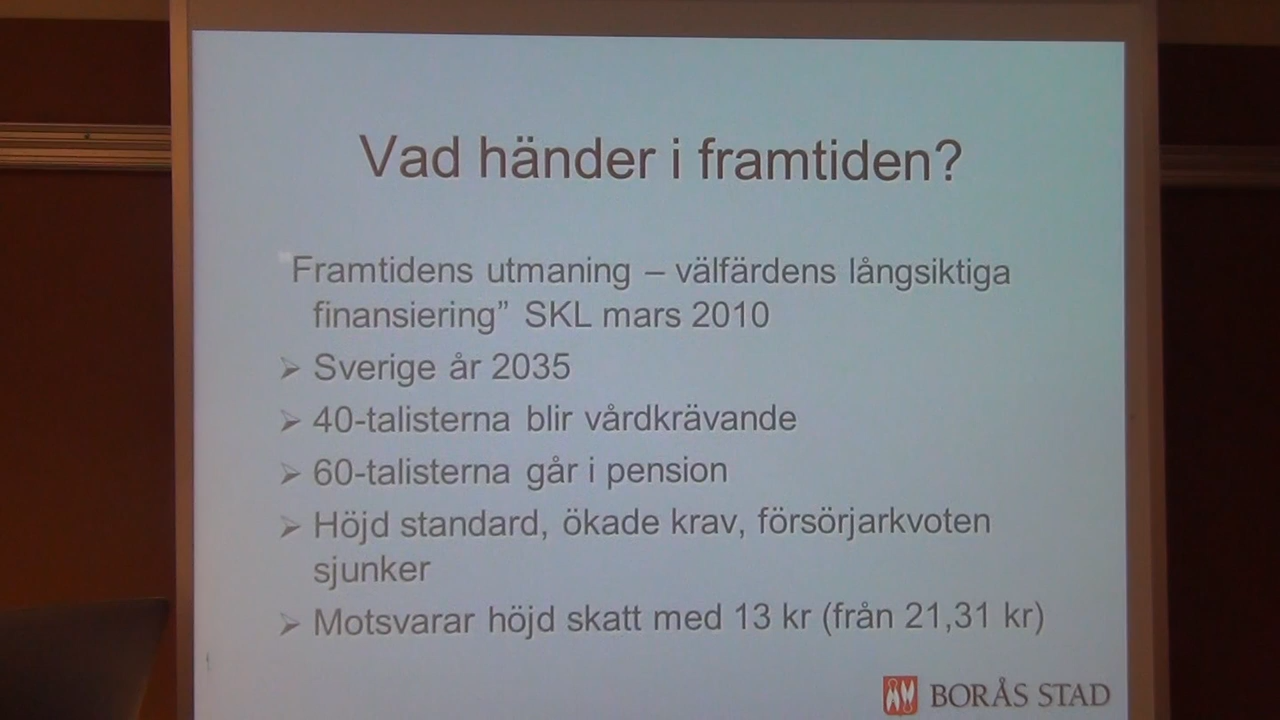 Vad händer i framtiden?
Framtidens utmaning – välfärdens långsiktiga
finansiering” SKL mars 2010
➢ Sverige år 2035
➢ 40-talisterna blir vårdkrävande
➢ 60-talisterna går i pension
➢ Höjd standard, ökade krav, försörjarkvoten
sjunker
➢ Motsvarar höjd skatt med 13 kr (från 21,31 kr)
BORÅS STAD